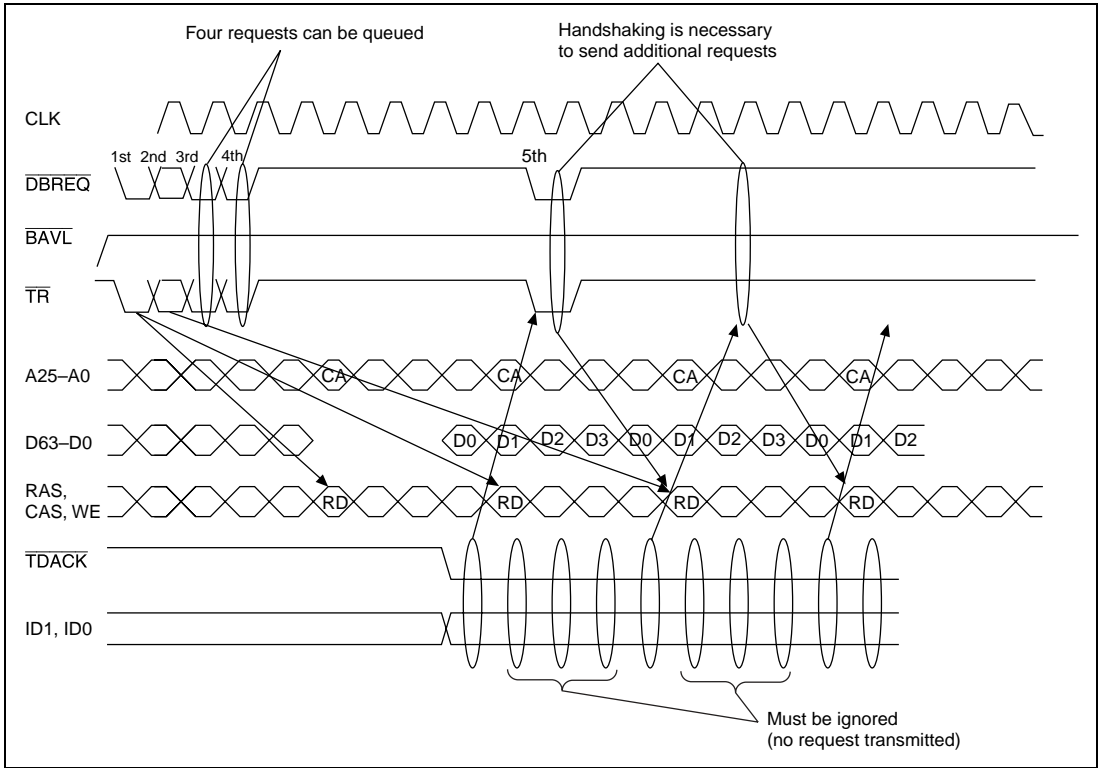 Four requests can be queued
Handshaking is necessary
to send additional requests
CLK
1st 2nd 3rd 4th 5th
DBREQ
BAVL
TR
A25–A0 CA CA CA CA
D63–D0 D0 D1 D2 D3 D0 D1 D2 D3 D0 D1 D2
RAS,
CAS, WE RD RD RD RD
TDACK
ID1, ID0
Must be ignored
(no request transmitted)